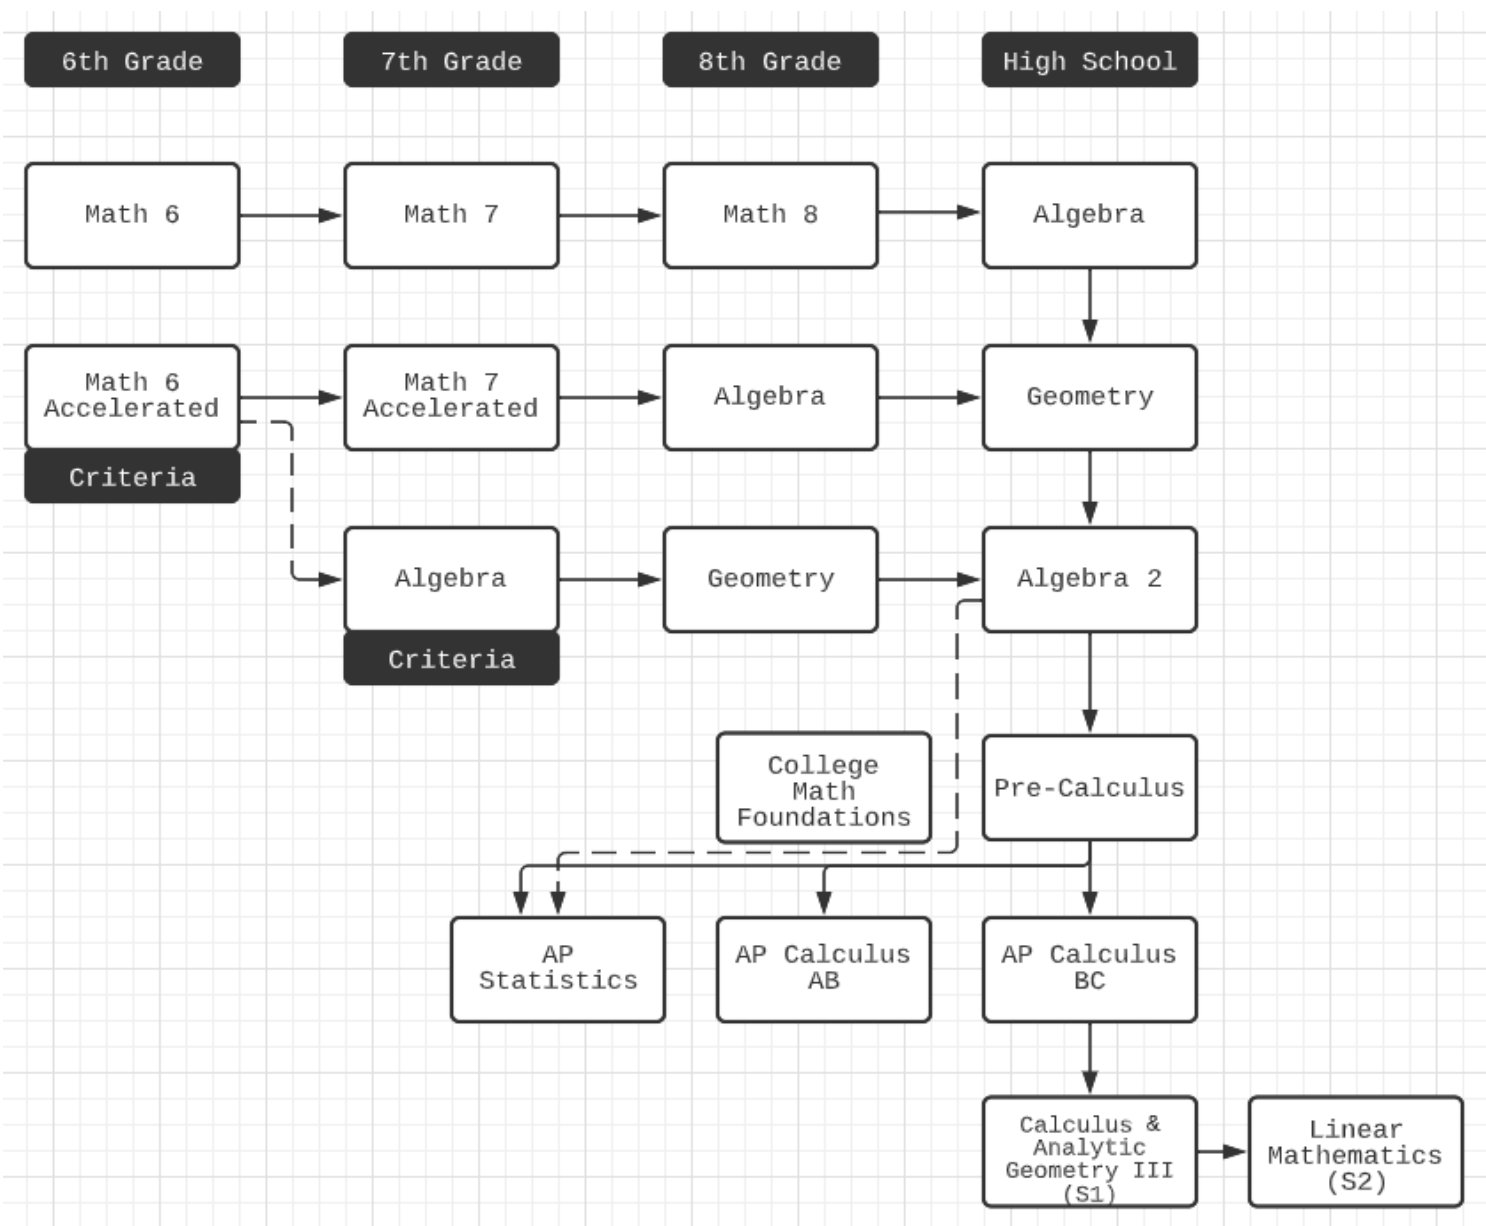 6th Grade
7th Grade
8th Grade
High School
Math 6
Math 7
Math 8
Algebra
Math 6
Accelerated
Math 7
Accelerated
Algebra
Geometry
Criteria
Algebra
Geometry
Algebra 2
Criteria
College
Math
Foundations
Pre-Calculus
AP
Statistics
AP Calculus
AB
AP Calculus
BC
Calculus &
Analytic
Geometry III
(S1)
Linear
Mathematics
(S2)